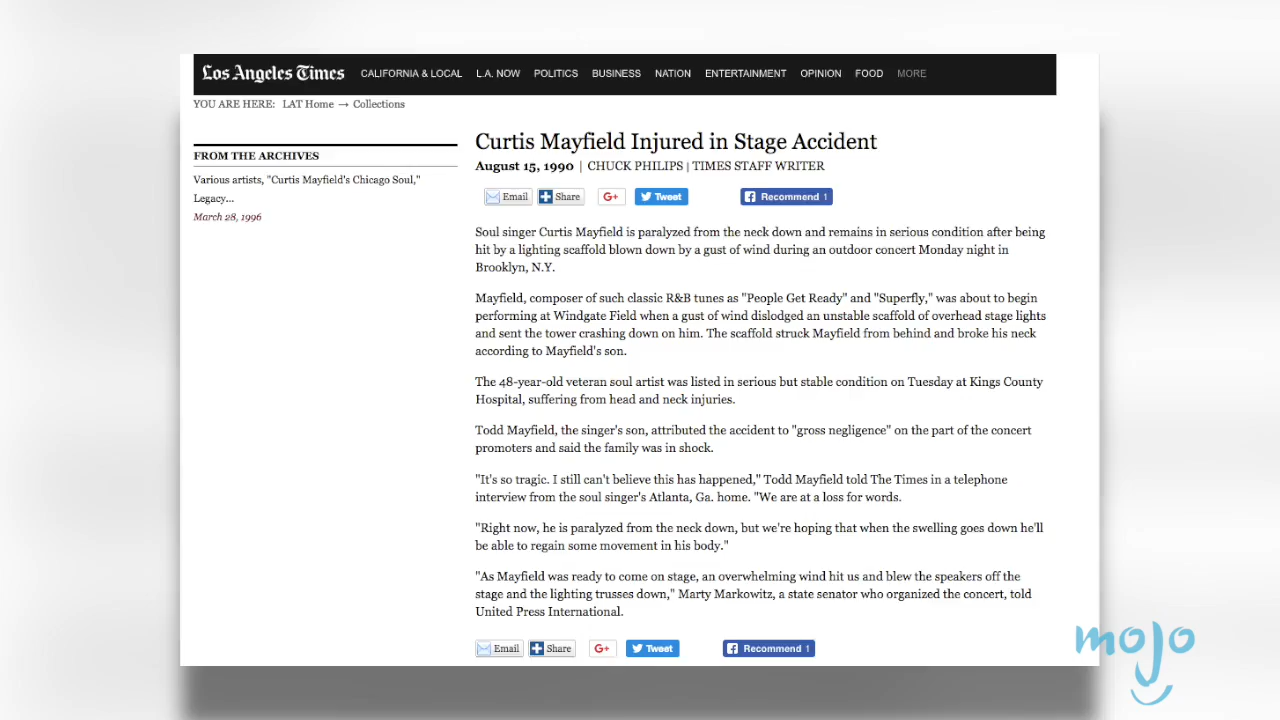 Los Angeles Times CALIFORNIA & LOCAL L.A. NOW POLITICS BUSINESS NATION ENTERTAINMENT OPINION FOOD MORE
YOU ARE HERE: LAT Home → Collections
FROM THE ARCHIVES
Various artists, "Curtis Mayfield's Chicago Soul,"
Legacy...
March 28, 1996
Curtis Mayfield Injured in Stage Accident
August 15, 1990 | CHUCK PHILIPS | TIMES STAFF WRITER
Email Share G+ Tweet Recommend 1
Soul singer Curtis Mayfield is paralyzed from the neck down and remains in serious condition after being
hit by a lighting scaffold blown down by a gust of wind during an outdoor concert Monday night in
Brooklyn, N.Y.
Mayfield, composer of such classic R&B tunes as "People Get Ready" and "Superfly," was about to begin
performing at Windgate Field when a gust of wind dislodged an unstable scaffold of overhead stage lights
and sent the tower crashing down on him. The scaffold struck Mayfield from behind and broke his neck
according to Mayfield's son.
The 48-year-old veteran soul artist was listed in serious but stable condition on Tuesday at Kings County
Hospital, suffering from head and neck injuries.
Todd Mayfield, the singer's son, attributed the accident to "gross negligence" on the part of the concert
promoters and said the family was in shock.
"It's so tragic. I still can't believe this has happened," Todd Mayfield told The Times in a telephone
interview from the soul singer's Atlanta, Ga. home. "We are at a loss for words.
"Right now, he is paralyzed from the neck down, but we're hoping that when the swelling goes down he'll
be able to regain some movement in his body."
"As Mayfield was ready to come on stage, an overwhelming wind hit us and blew the speakers off the
stage and the lighting trusses down," Marty Markowitz, a state senator who organized the concert, told
United Press International.
Email Share G+ Tweet Recommend 1
mojo